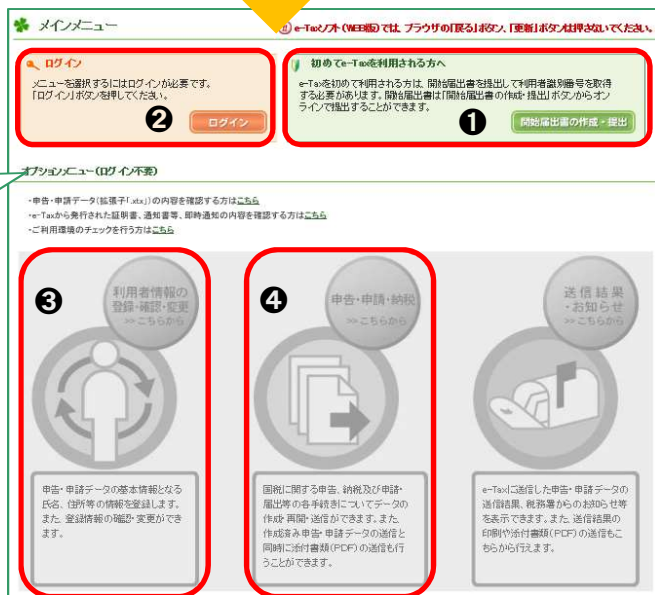 メインメニュー
e-Taxソフト(WEB版)では、ブラウザの「戻る」ボタン、「更新」ボタンは押さないでください。
ログイン
メニューを選択するにはログインが必要です。
「ログイン」ボタンを押してください。
❷
ログイン
初めてe-Taxを利用される方へ
e-Taxを初めて利用される方は、開始届出書を提出して利用者識別番号を取得
する必要があります。開始届出書は「開始届出書の作成・提出」ボタンからオン
ラインで提出することができます。
❶
開始届出書の作成・提出
オプションメニュー(ログイン不要)
・申告・申請データ(拡張子「.xtx」)の内容を確認する方はこちら
・e-Taxから発行された証明書、通知書等、即時通知の内容を確認する方はこちら
・ご利用環境のチェックを行う方はこちら
❸
利用者情報の
登録・確認・変更
>>こちらから
申告・申請データの基本情報となる
氏名、住所等の情報を登録します。
また、登録情報の確認・変更ができ
ます。
❹
申告・申請・納税
>>こちらから
国税に関する申告、納税及び申請・
届出等の各手続きについてデータの
作成・再開・送信ができます。また、
作成済み申告・申請データの送信と
同時に添付書類(PDF)の送信も行
うことができます。
送信結果
・お知らせ
>>こちらから
e-Taxに送信した申告・申請データの
送信結果、税務署からのお知らせ等
を表示できます。また、送信結果の
印刷や添付書類(PDF)の送信もこ
ちらから行えます。